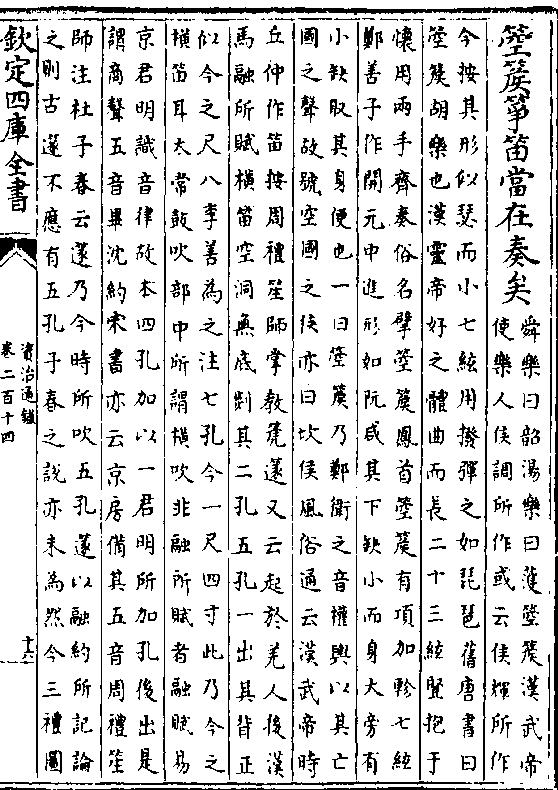 箜篌箏笛當在奏矣
舜樂曰韶湯樂曰濩箜篌漢武帝
使樂人侯調所作或云侯輝所作
今按其形似瑟而小七絃用撥彈之如琵琶舊唐書曰
箜篌胡樂也漢靈帝好之體曲而長二十三絃豎抱于
懷用兩手齊奏俗名擘箜篌鳳首箜篌有項加軫七絃
鄭善子作開元中進形如阮咸其下缺小而身大旁有
小缺取其身便也一曰箜篌乃鄭衛之音權輿以其亡
國之聲故號空國之侯亦曰坎侯風俗通云漢武帝時
丘仲作笛按周禮笙師掌教箎篴又云起於羌人後漢
馬融所賦橫笛空洞無底剡其二孔五孔一出其背正
似今之尺八李善為之注七孔今一尺四寸此乃今之
橫笛耳太常鼓吹部中所謂橫吹非融所賦者融賦易
京君明識音律故本四孔加以一君明所加孔後出是
謂商聲五音畢沈約宋書亦云京房備其五音周禮笙
師注杜子春云篴乃今時所吹五孔篴以融約所記論
之則古篴不應有五孔子春之說亦未為然今三禮圖
欽定四庫全書
資治通鑑
卷二百十四
十六